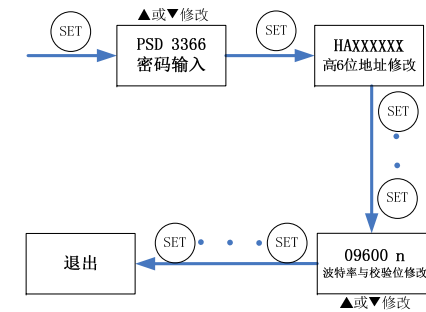 ▲或▼修改
SET
PSD 3366
密码输入
SET
HAXXXXXX
高6位地址修改
SET
SET
09600 n
波特率与校验位修改
▲或▼修改
SET
SET
退出